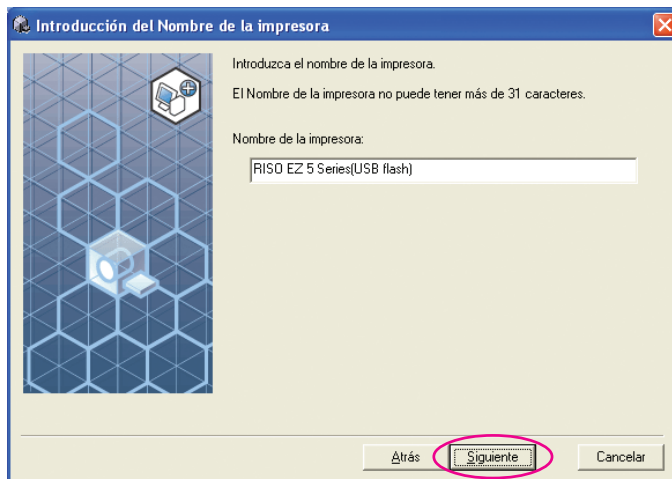 Introducción del Nombre de la impresora
Introduzca el nombre de la impresora.
El Nombre de la impresora no puede tener más de 31 caracteres.
Nombre de la impresora:
RISO EZ 5 Series(USB flash)
Atrás
Siguiente
Cancelar